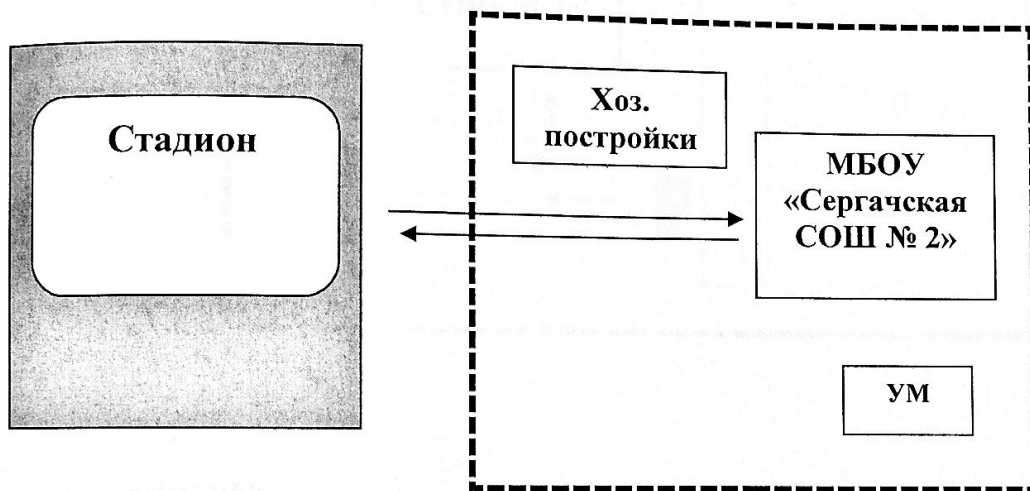 Стадион
Хоз.
постройки
МБОУ
«Сергачская
СОШ № 2»
УМ